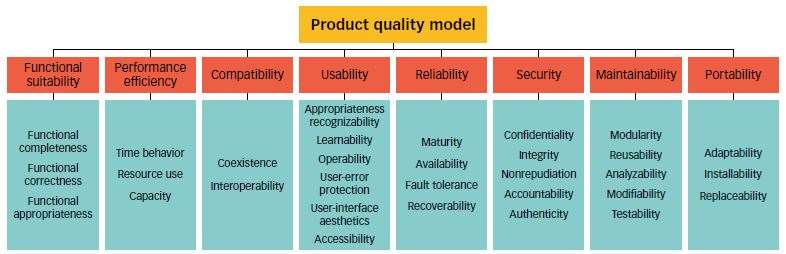 Product quality model
Functional
suitability
Performance
efficiency
Compatibility
Usability
Reliability
Security
Maintainability
Portability
Functional
completeness
Functional
correctness
Functional
appropriateness
Time behavior
Resource use
Capacity
Coexistence
Interoperability
Appropriateness
recognizability
Learnability
Operability
User-error
protection
User-interface
aesthetics
Accessibility
Maturity
Availability
Fault tolerance
Recoverability
Confidentiality
Integrity
Nonrepudiation
Accountability
Authenticity
Modularity
Reusability
Analyzability
Modifiability
Testability
Adaptability
Installability
Replaceability